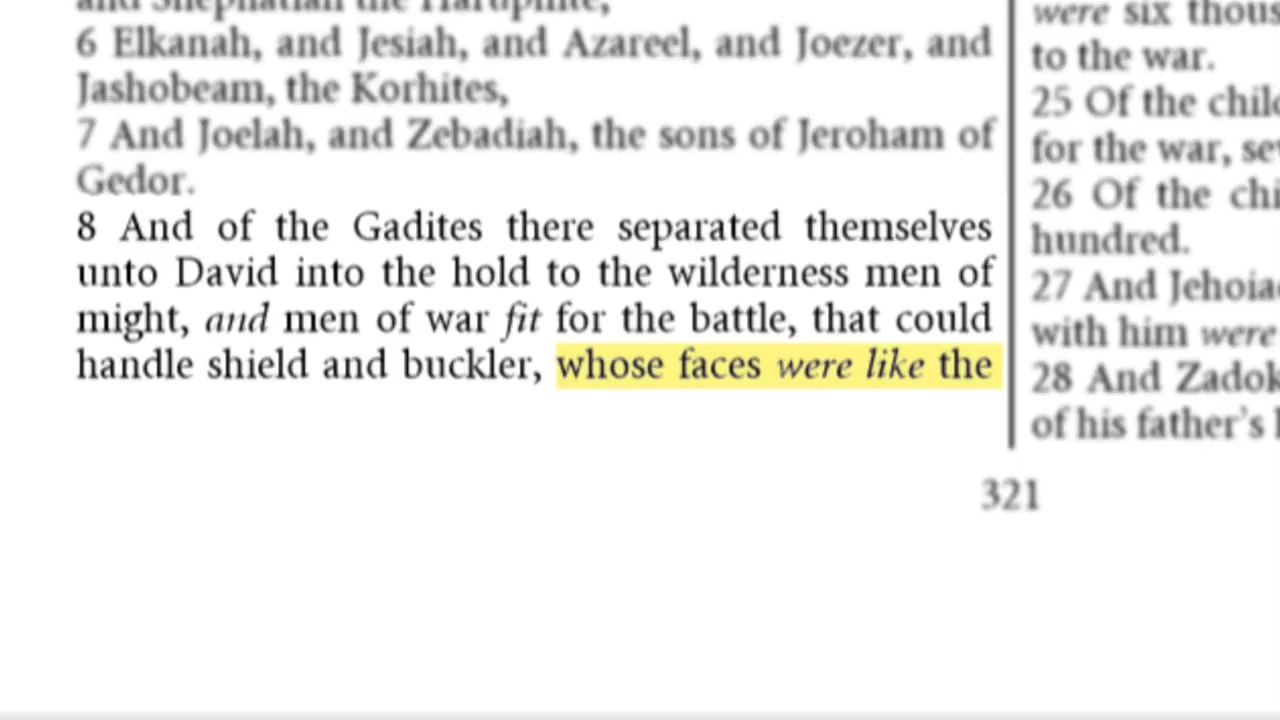 and Shephatiah the Haruphite,
6 Elkanah, and Jesiah, and Azareel, and Joezer, and
Jashobeam, the Korhites,
7 And Joelah, and Zebadiah, the sons of Jeroham of
Gedor.
8 And of the Gadites there separated themselves
unto David into the hold to the wilderness men of
might, and men of war fit for the battle, that could
handle shield and buckler, whose faces were like the
were six thous
to the war.
25 Of the chil
for the war, se
26 Of the chi
hundred.
27 And Jehoia
with him were
28 And Zadok
of his father's
321